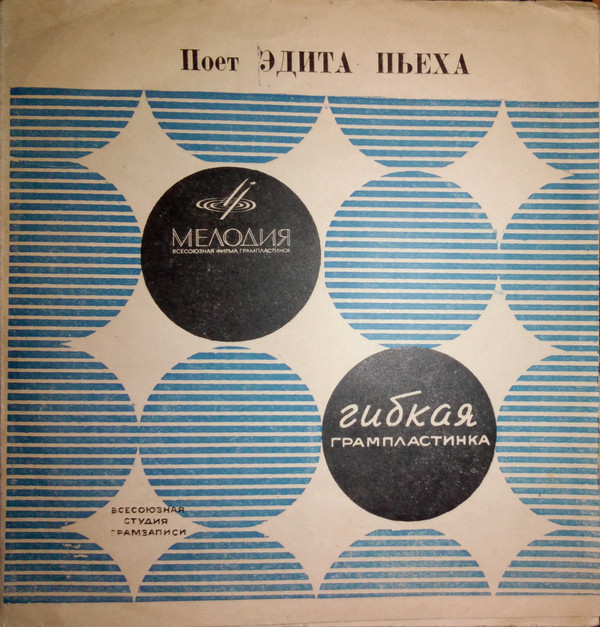 Поет ЭДИТА ПЬЕХА
МЕЛОДИЯ
ВСЕСОЮЗНАЯ ФИРМА ГРАМПЛАСТИНОК
гибкая
ГРАМПЛАСТИНКА
ВСЕСОЮЗНАЯ
СТУДИЯ
ГРАМЗАПИСИ